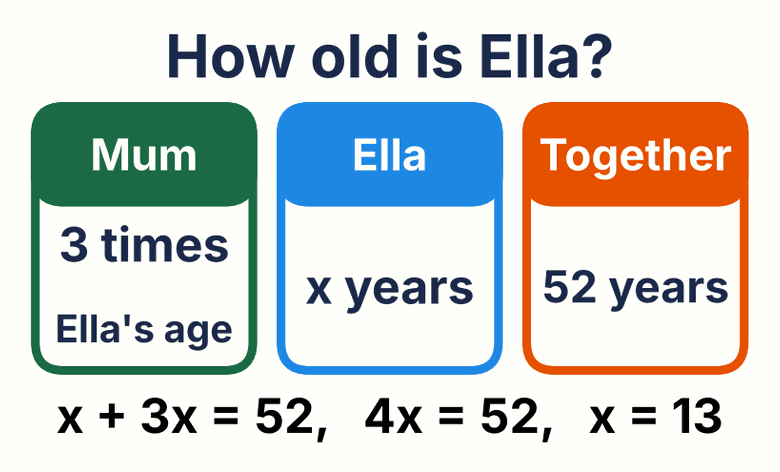 How old is Ella?
Mum
3 times
Ella's age
Ella
x years
Together
52 years
x + 3x = 52, 4x = 52, x = 13